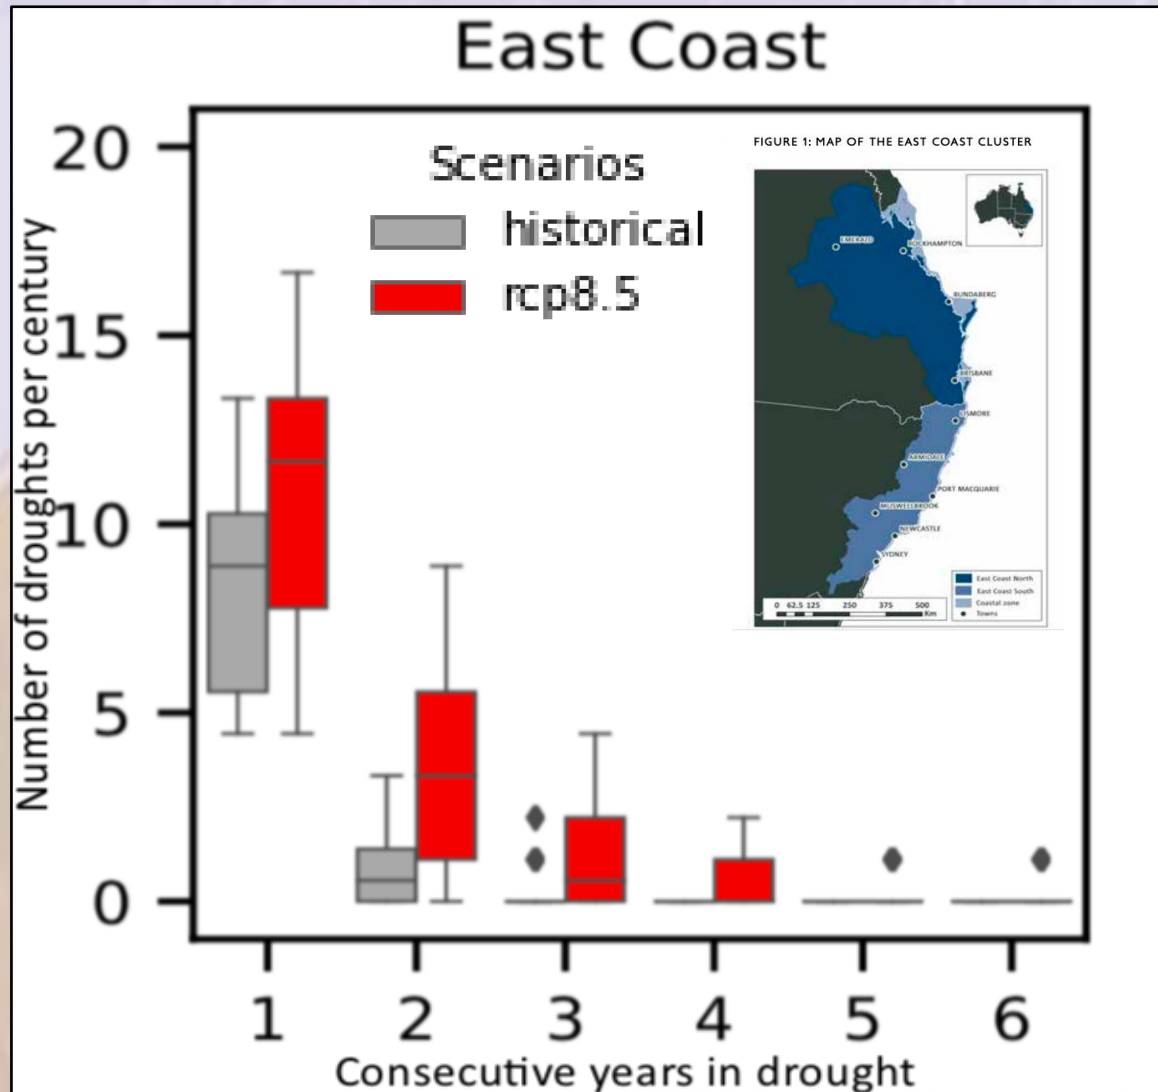 East Coast
Number of droughts per century
20
15
10
5
0
Scenarios
historical
rcp8.5
FIGURE 1: MAP OF THE EAST COAST CLUSTER
EMERALD
ROCKHAMPTON
BUNDABERG
BRISBANE
LISMORE
ARMIDALE
PORT MACQUARIE
MUSWELLBROOK
NEWCASTLE
SYDNEY
East Coast North
East Coast South
Coastal zone
Towns
0 62.5 125 250 375 500
Km
1 2 3 4 5 6
Consecutive years in drought